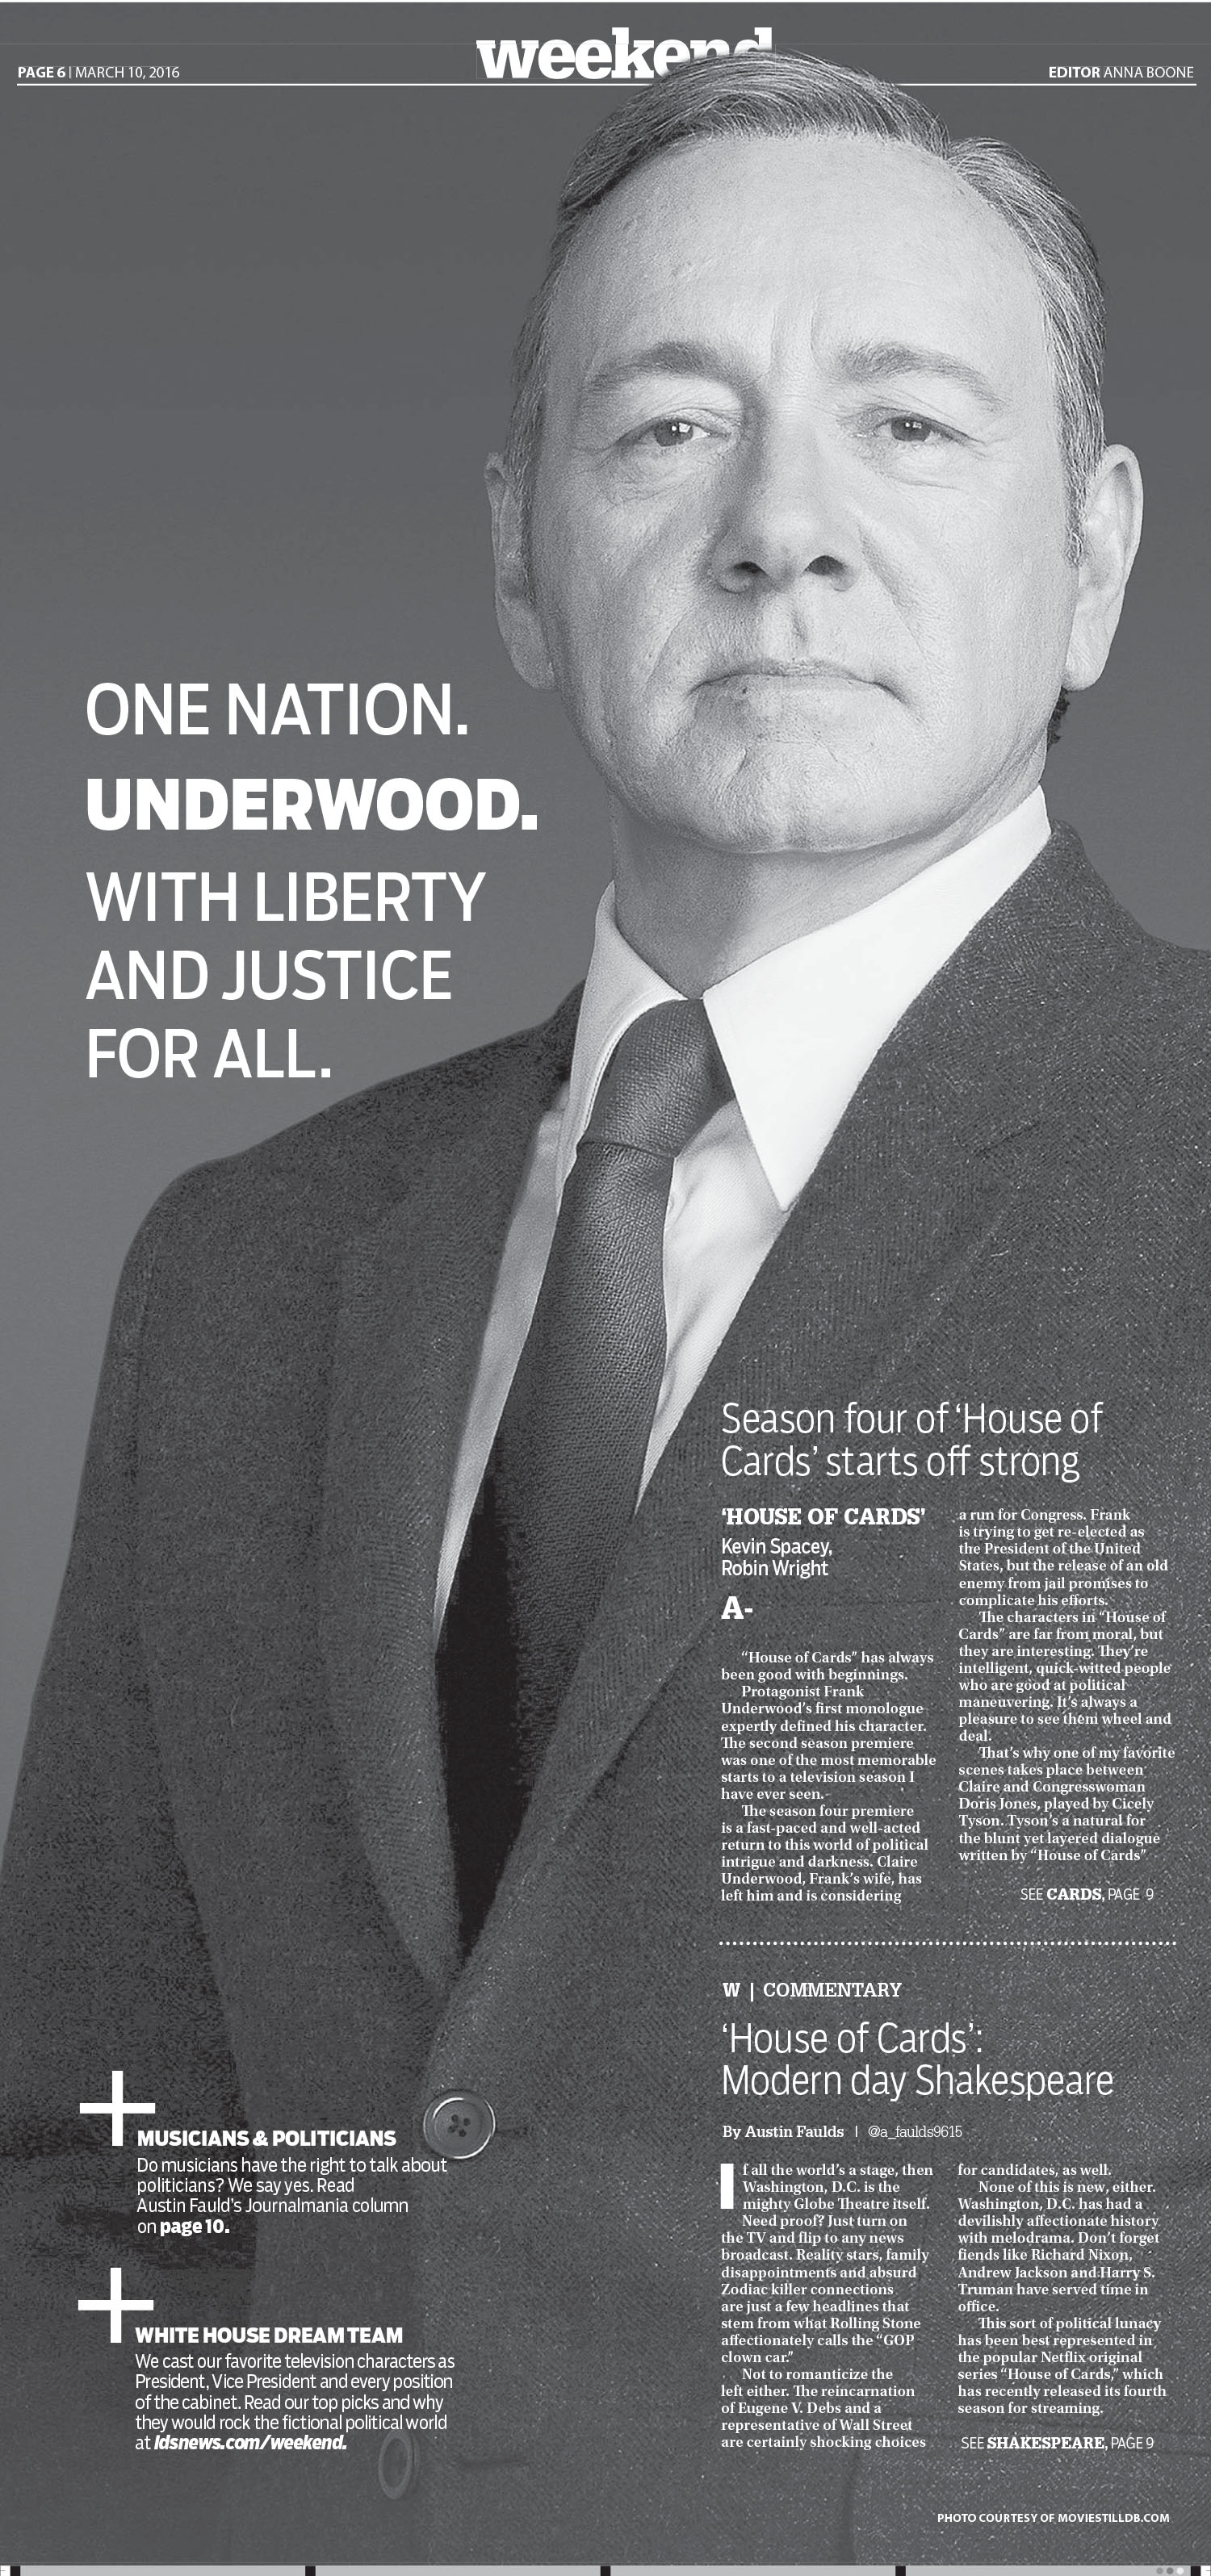 weekend
PAGE 6 | MARCH 10, 2016
EDITOR ANNA BOONE
ONE NATION.
UNDERWOOD.
WITH LIBERTY
AND JUSTICE
FOR ALL.
Season four of ‘House of
Cards’ starts off strong
‘HOUSE OF CARDS’
Kevin Spacey,
Robin Wright
A-
“House of Cards” has always
been good with beginnings.
Protagonist Frank
Underwood’s first monologue
expertly defined his character.
The second season premiere
was one of the most memorable
starts to a television season I
have ever seen.
The season four premiere
is a fast-paced and well-acted
return to this world of political
intrigue and darkness. Claire
Underwood, Frank’s wife, has
left him and is considering
a run for Congress. Frank
is trying to get re-elected as
the President of the United
States, but the release of an old
enemy from jail promises to
complicate his efforts.
The characters in “House of
Cards” are far from moral, but
they are interesting. They’re
intelligent, quick-witted people
who are good at political
maneuvering. It’s always a
pleasure to see them wheel and
deal.
That’s why one of my favorite
scenes takes place between
Claire and Congresswoman
Doris Jones, played by Cicely
Tyson. Tyson’s a natural for
the blunt yet layered dialogue
written by “House of Cards”
SEE CARDS, PAGE 9
W | COMMENTARY
‘House of Cards’:
Modern day Shakespeare
By Austin Faulds | @a_faulds9615
If all the world’s a stage, then
Washington, D.C. is the
mighty Globe Theatre itself.
Need proof? Just turn on
the TV and flip to any news
broadcast. Reality stars, family
disappointments and absurd
Zodiac killer connections
are just a few headlines that
stem from what Rolling Stone
affectionately calls the “GOP
clown car.”
Not to romanticize the
left either. The reincarnation
of Eugene V. Debs and a
representative of Wall Street
are certainly shocking choices
for candidates, as well.
None of this is new, either.
Washington, D.C. has had a
devilishly affectionate history
with melodrama. Don’t forget
fiends like Richard Nixon,
Andrew Jackson and Harry S.
Truman have served time in
office.
This sort of political lunacy
has been best represented in
the popular Netflix original
series “House of Cards,” which
has recently released its fourth
season for streaming.
SEE SHAKESPEARE, PAGE 9
MUSICIANS & POLITICIANS
Do musicians have the right to talk about
politicians? We say yes. Read
Austin Fauld’s Journalmania column
on page 10.
WHITE HOUSE DREAM TEAM
We cast our favorite television characters as
President, Vice President and every position
of the cabinet. Read our top picks and why
they would rock the fictional political world
at idsnews.com/weekend.
PHOTO COURTESY OF MOVIESTILLDB.COM